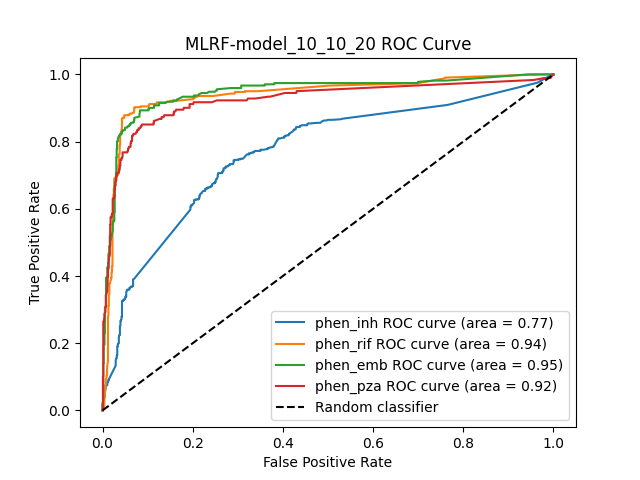 MLRF-model_10_10_20 ROC Curve
True Positive Rate
1.0
0.8
0.6
0.4
0.2
0.0
0.0 0.2 0.4 0.6 0.8 1.0
False Positive Rate
phen_inh ROC curve (area = 0.77)
phen_rif ROC curve (area = 0.94)
phen_emb ROC curve (area = 0.95)
phen_pza ROC curve (area = 0.92)
Random classifier